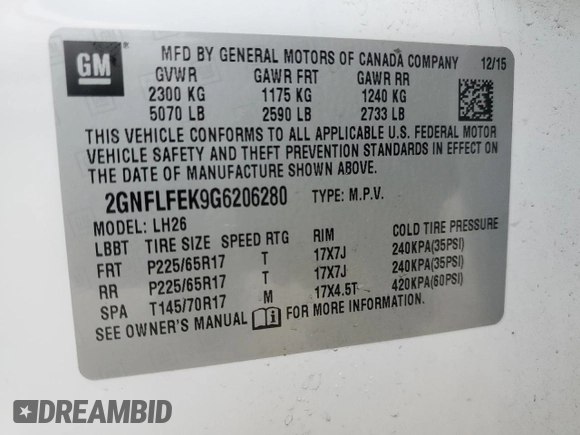 GM
MFD BY GENERAL MOTORS OF CANADA COMPANY 12/15
GVWR GAWR FRT GAWR RR
2300 KG 1175 KG 1240 KG
5070 LB 2590 LB 2733 LB
THIS VEHICLE CONFORMS TO ALL APPLICABLE U.S. FEDERAL MOTOR
VEHICLE SAFETY AND THEFT PREVENTION STANDARDS IN EFFECT ON
THE DATE OF MANUFACTURE SHOWN ABOVE.
2GNFLFEK9G6206280 TYPE: M.P.V.
MODEL: LH26
LBBT TIRE SIZE SPEED RTG RIM COLD TIRE PRESSURE
FRT P225/65R17 T 17X7J 240KPA(35PSI)
RR P225/65R17 T 17X7J 240KPA(35PSI)
SPA T145/70R17 M 17X4.5T 420KPA(60PSI)
SEE OWNER'S MANUAL FOR MORE INFORMATION.
DREAMBID